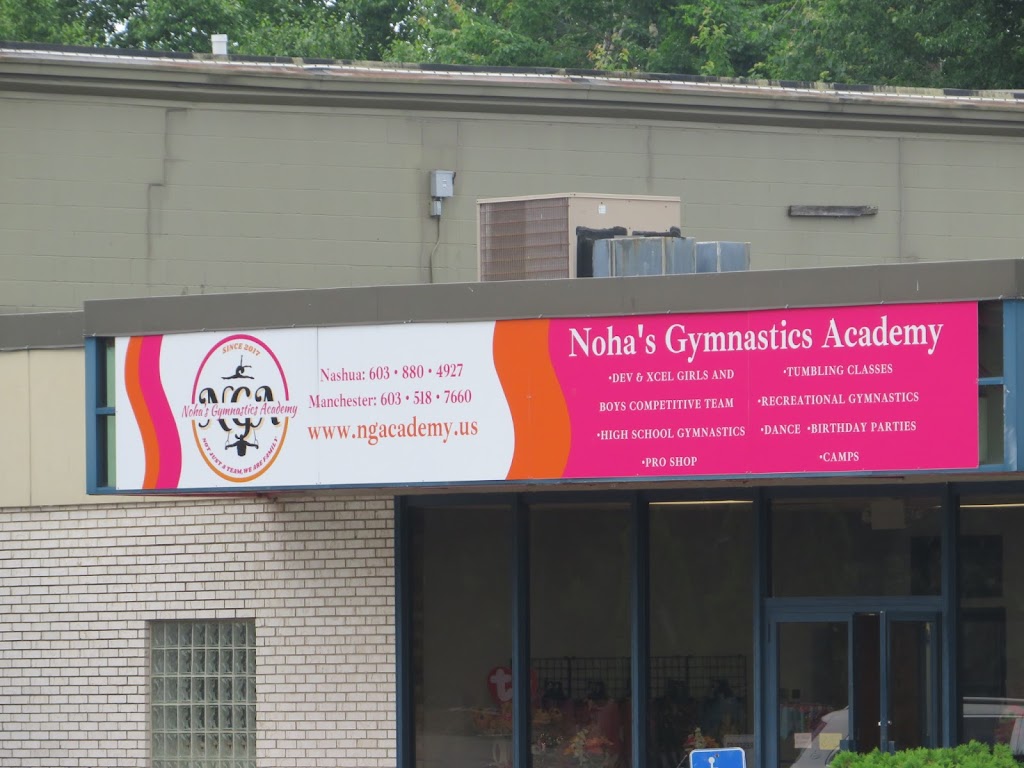 SINCE 2017
NGA
Noha's Gymnastics Academy
NOT JUST A TEAM, WE ARE FAMILY
Nashua: 603 • 880 • 4927
Manchester: 603 • 518 • 7660
www.ngacademy.us
Noha's Gymnastics Academy
•DEV & XCEL GIRLS AND
BOYS COMPETITIVE TEAM
•HIGH SCHOOL GYMNASTICS
•PRO SHOP
•TUMBLING CLASSES
•RECREATIONAL GYMNASTICS
•DANCE •BIRTHDAY PARTIES
•CAMPS